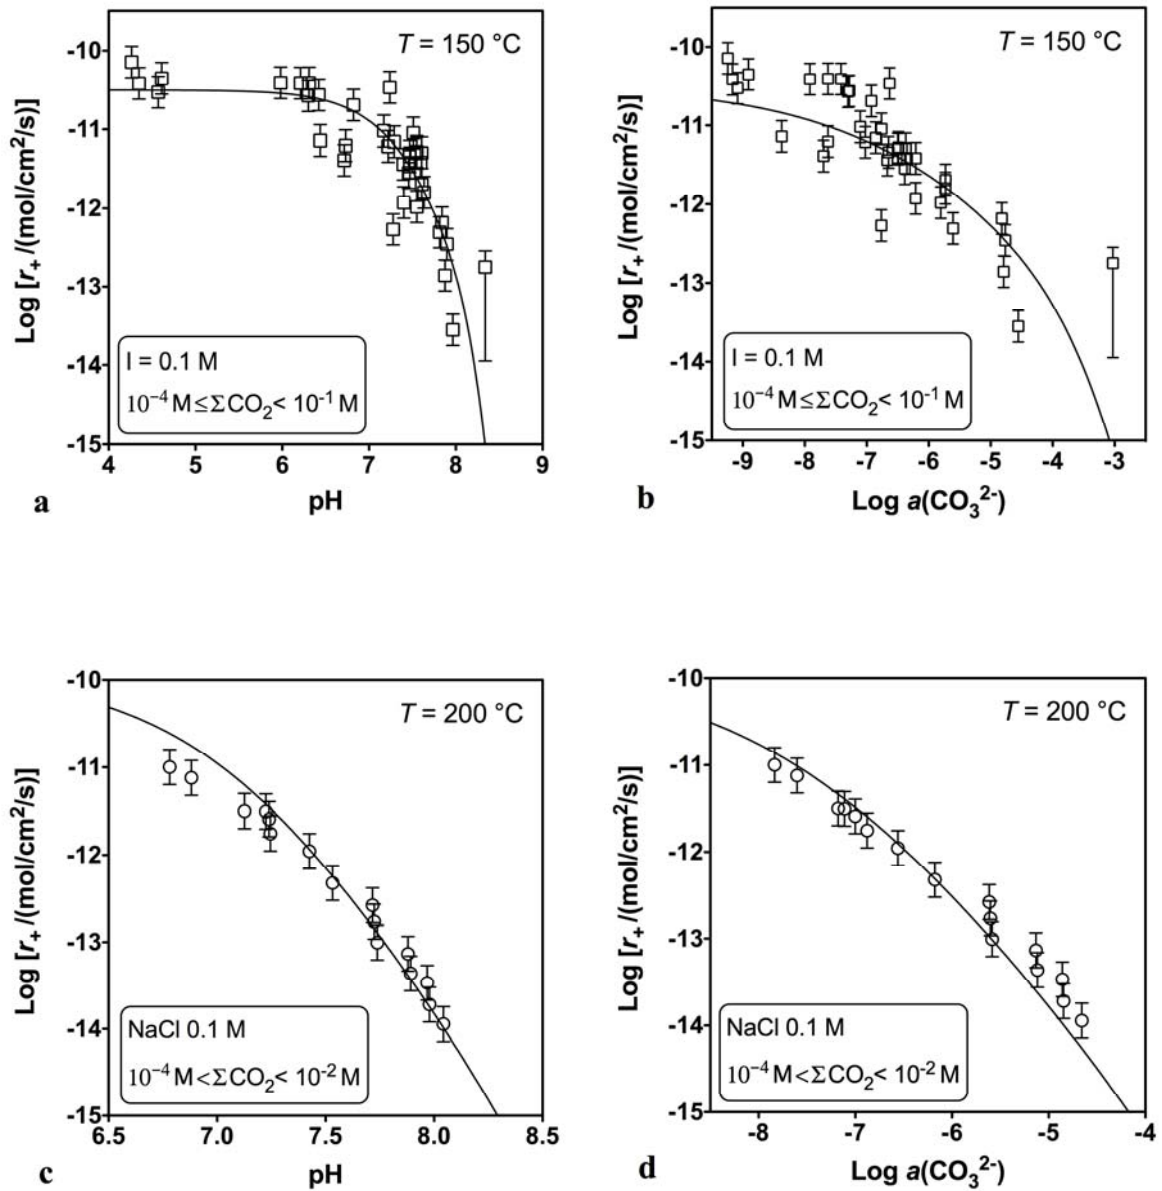 T = 150 °C
Log [r+/(mol/cm2/s)]
-10
-11
-12
-13
-14
-15
I = 0.1 M
10−4 M≤ΣCO2< 10-1 M
4 5 6 7 8 9
pH
a
T = 150 °C
Log [r+/(mol/cm2/s)]
-10
-11
-12
-13
-14
-15
I = 0.1 M
10−4 M≤ΣCO2< 10-1 M
-9 -8 -7 -6 -5 -4 -3
Log a(CO32-)
b
T = 200 °C
Log [r+/(mol/cm2/s)]
-10
-11
-12
-13
-14
-15
NaCl 0.1 M
10−4 M<ΣCO2< 10-2 M
6.5 7.0 7.5 8.0 8.5
pH
c
T = 200 °C
Log [r+/(mol/cm2/s)]
-10
-11
-12
-13
-14
-15
NaCl 0.1 M
10−4 M<ΣCO2< 10-2 M
-8 -7 -6 -5 -4
Log a(CO32-)
d